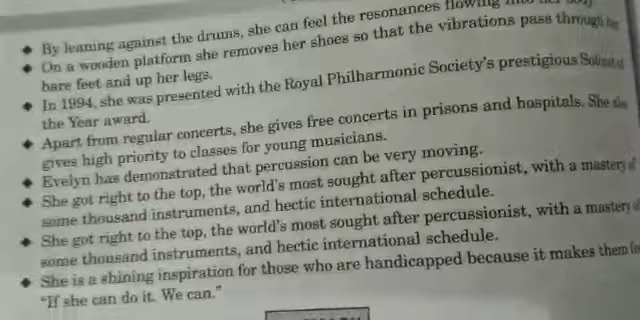 ◆ By leaning against the drums, she can feel the resonances flowing into her body
◆ On a wooden platform she removes her shoes so that the vibrations pass through her
bare feet and up her legs.
◆ In 1994, she was presented with the Royal Philharmonic Society's prestigious Soloist of
the Year award.
◆ Apart from regular concerts, she gives free concerts in prisons and hospitals. She also
gives high priority to classes for young musicians.
◆ Evelyn has demonstrated that percussion can be very moving.
◆ She got right to the top, the world's most sought after percussionist, with a mastery of
some thousand instruments, and hectic international schedule.
◆ She got right to the top, the world's most sought after percussionist, with a mastery of
some thousand instruments, and hectic international schedule.
◆ She is a shining inspiration for those who are handicapped because it makes them
"If she can do it. We can."